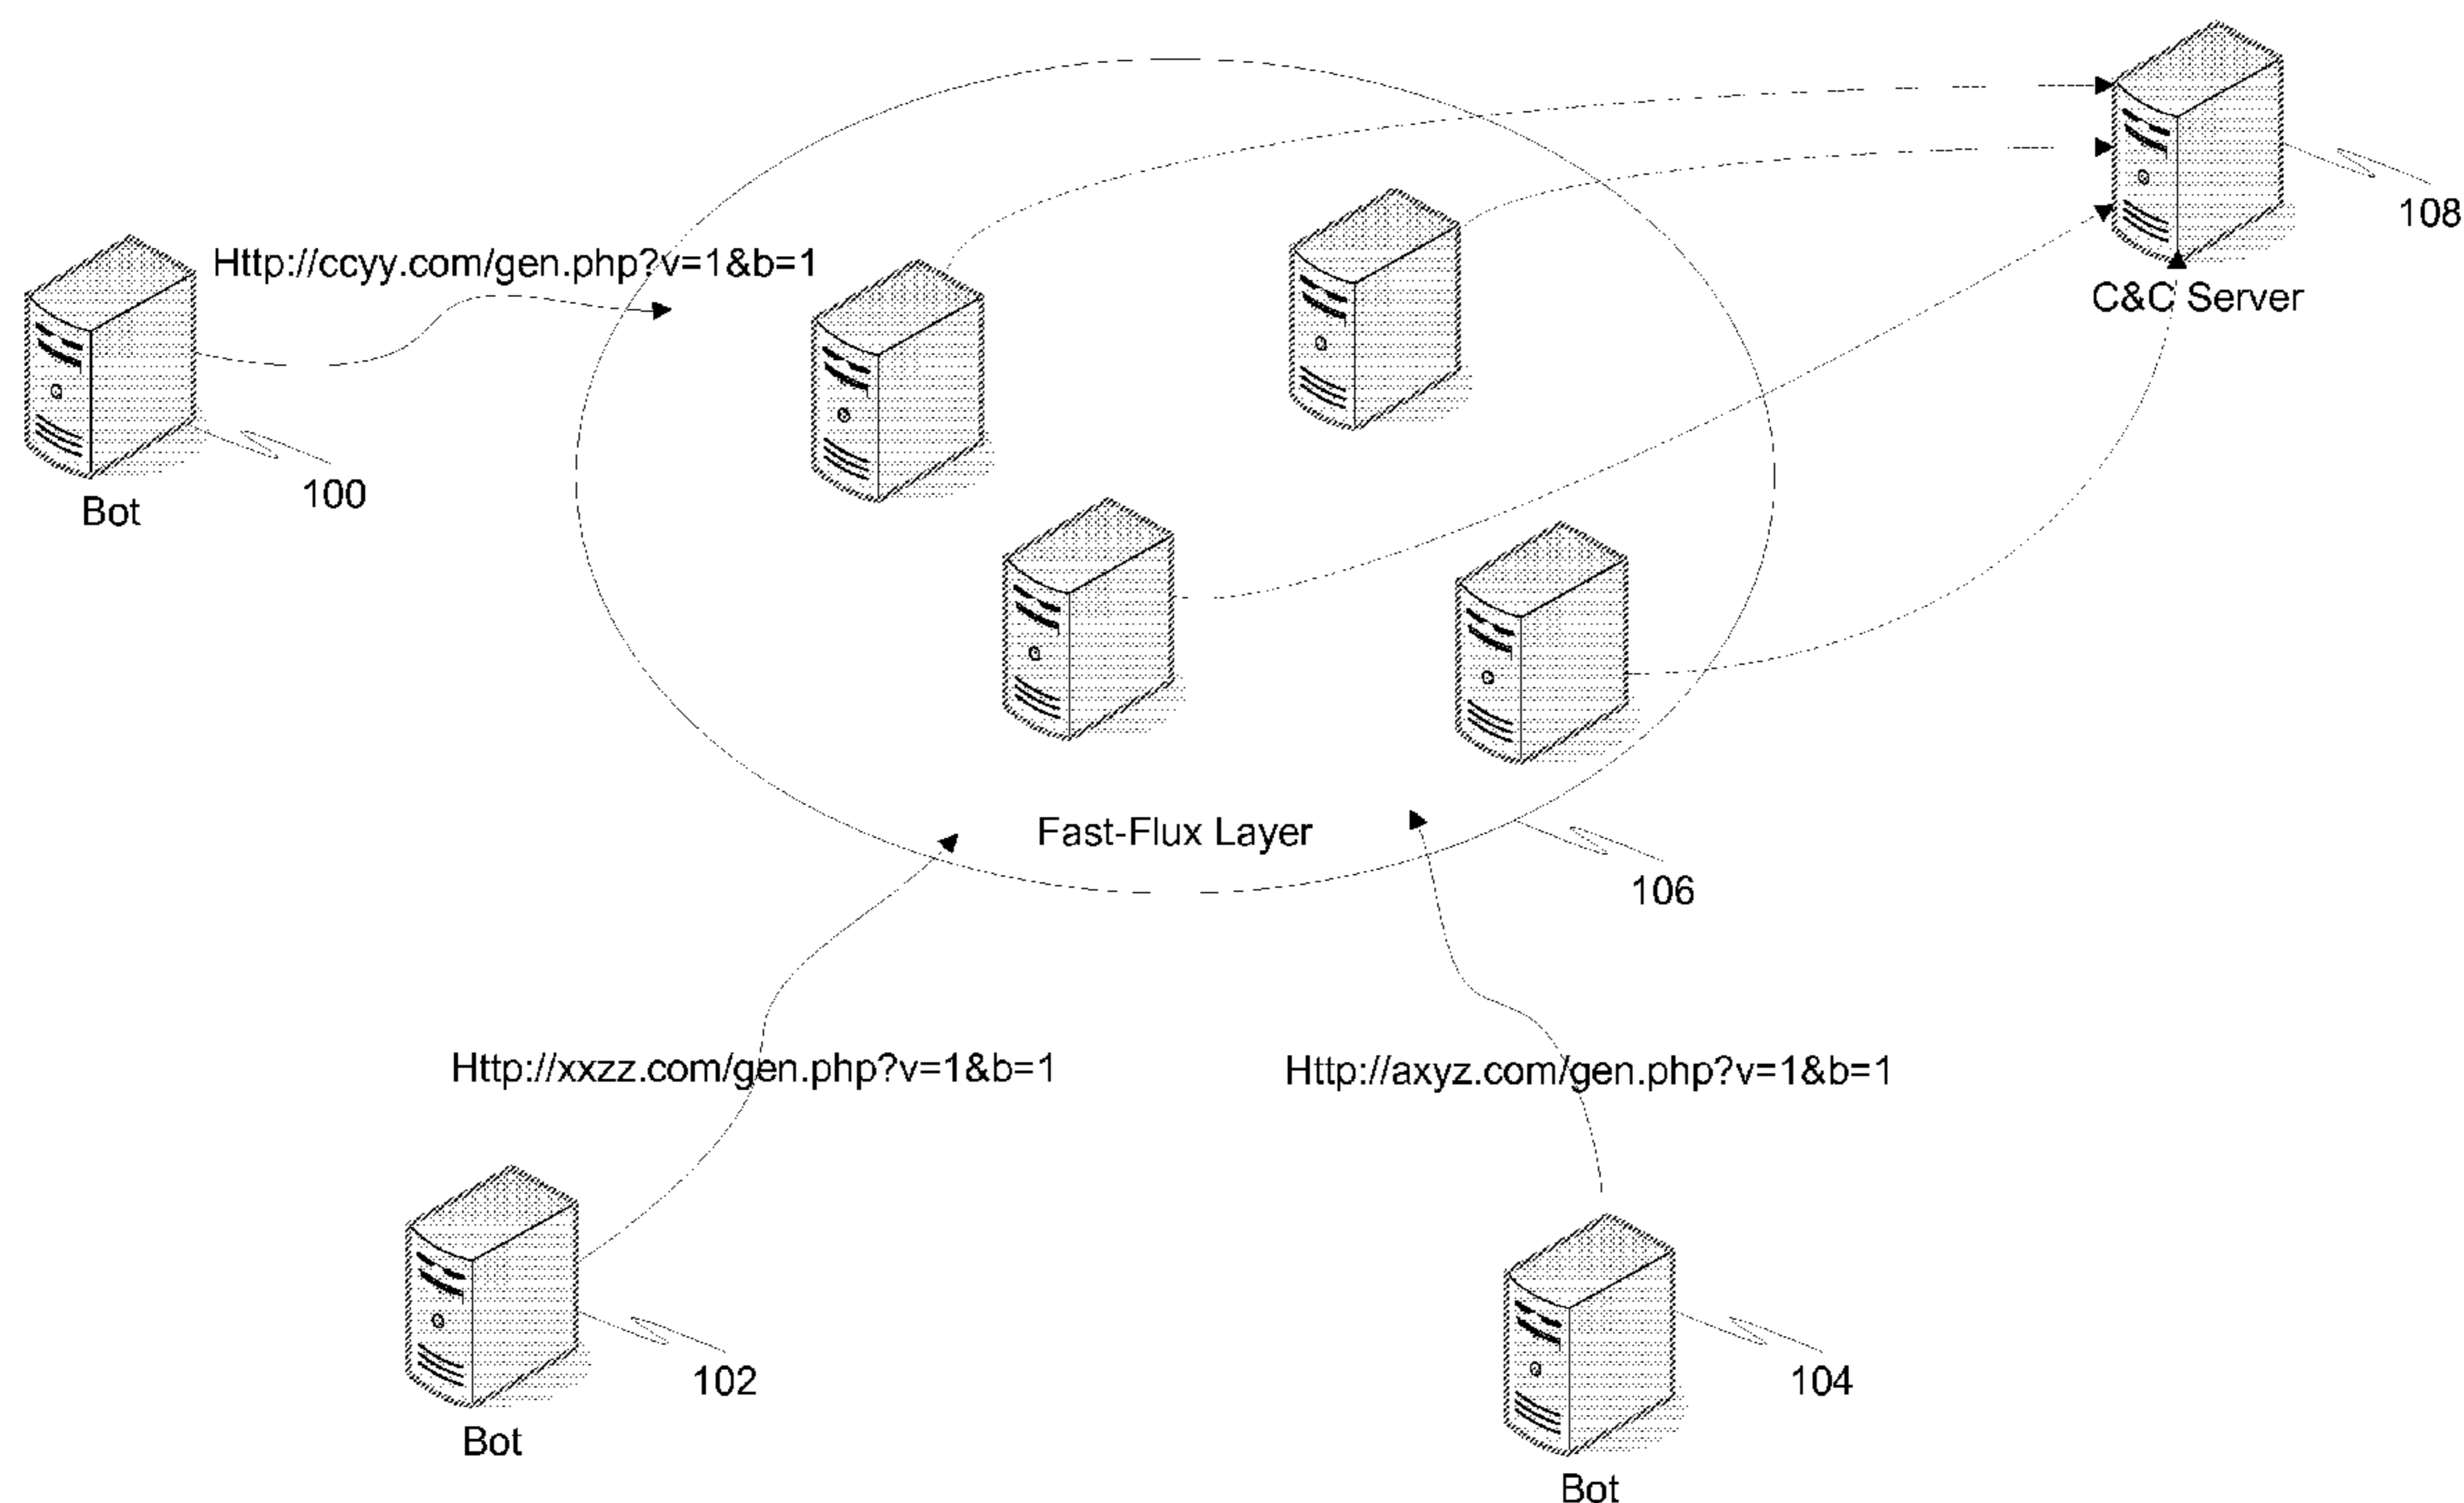 108
C&C Server
Http://ccyy.com/gen.php?v=1&b=1
100
Bot
Fast-Flux Layer
106
Http://xxzz.com/gen.php?v=1&b=1
Http://axyz.com/gen.php?v=1&b=1
102
Bot
104
Bot